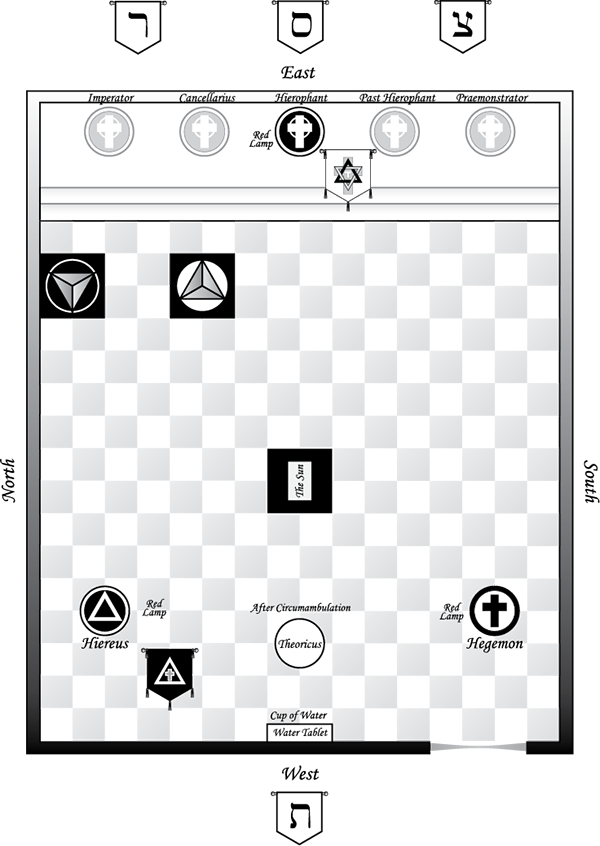 ר ס צ
East
Imperator Cancellarius Hierophant Past Hierophant Praemonstrator
Red
Lamp
The Sun
North
South
Red
Lamp
Hiereus
After Circumambulation
Theoricus
Red
Lamp
Hegemon
Cup of Water
Water Tablet
West
ת